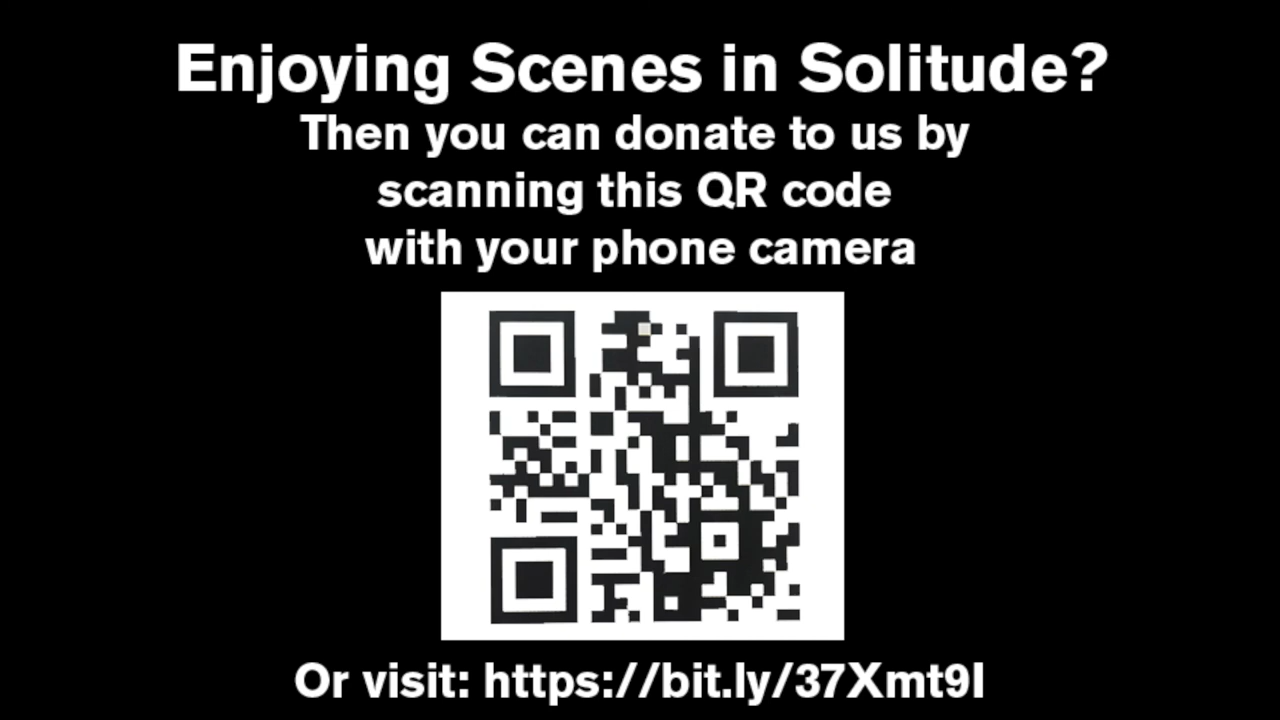 Enjoying Scenes in Solitude?
Then you can donate to us by
scanning this QR code
with your phone camera
Or visit: https://bit.ly/37Xmt9l